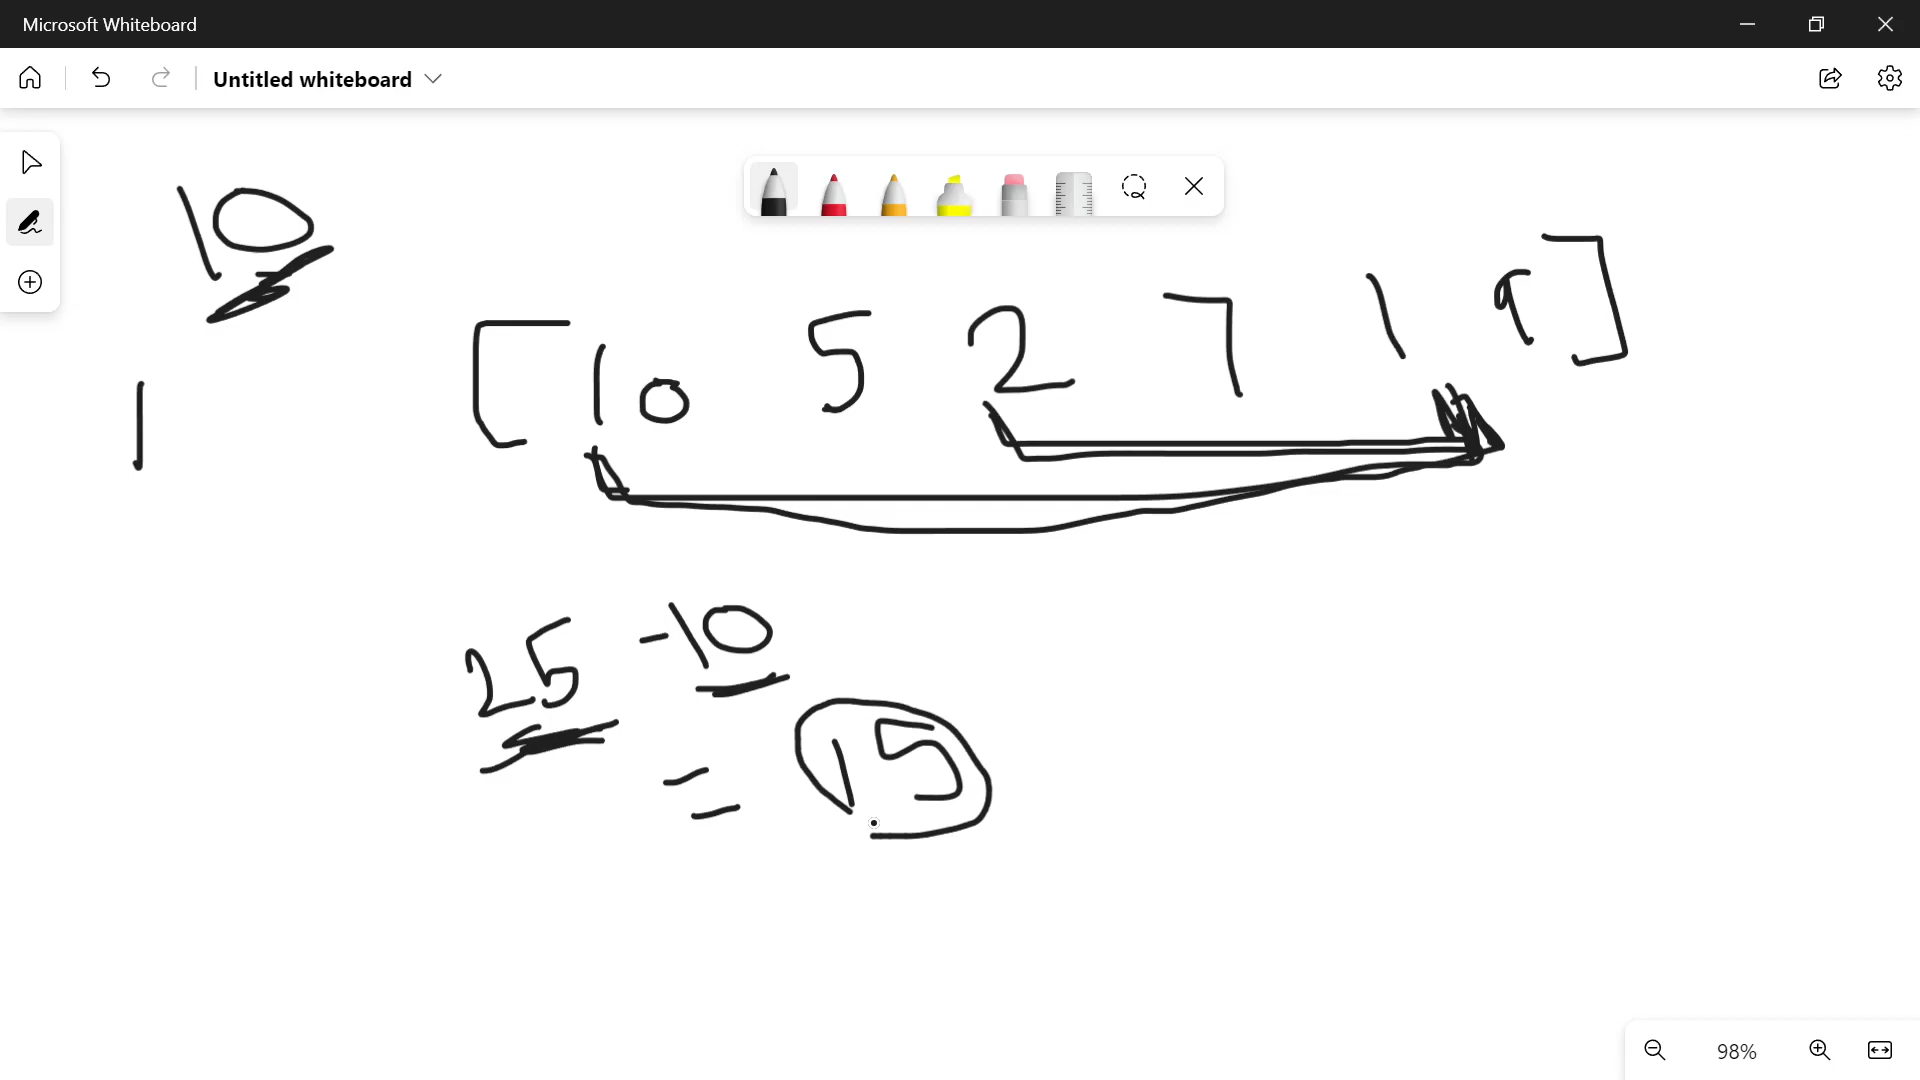 Microsoft Whiteboard
Untitled whiteboard
10
[10 5 2 7 1 9]
1
25 -10
= 15
98%